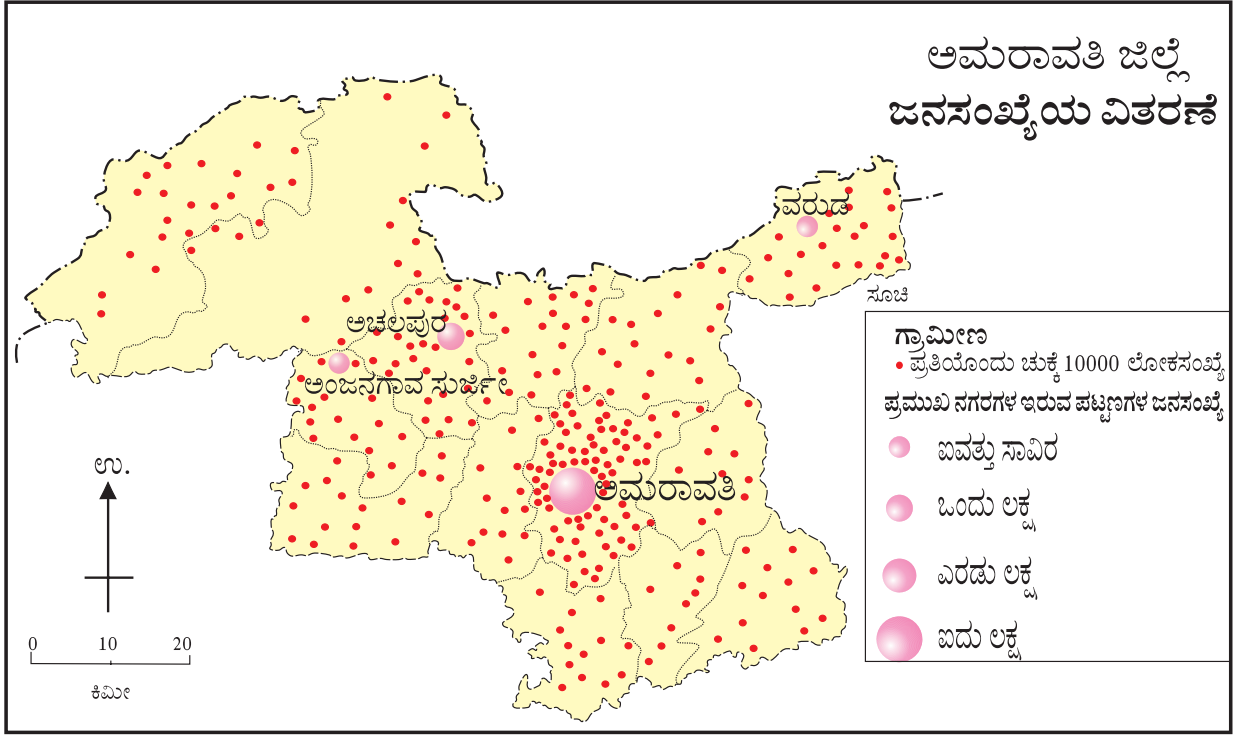 ಅಮರಾವತಿ ಜಿಲ್ಲೆ
ಜನಸಂಖ್ಯೆಯ ವಿತರಣೆ
ವರುಡ
ಅಚಲಪುರ
ಅಂಜನಗಾವ ಸುರ್ಜೀ
ಅಮರಾವತಿ
ಸೂಚಿ
ಗ್ರಾಮೀಣ
ಪ್ರತಿಯೊಂದು ಚುಕ್ಕೆ 10000 ಲೋಕಸಂಖ್ಯೆ
ಪ್ರಮುಖ ನಗರಗಳ ಇರುವ ಪಟ್ಟಣಗಳ ಜನಸಂಖ್ಯೆ
ಐವತ್ತು ಸಾವಿರ
ಒಂದು ಲಕ್ಷ
ಎರಡು ಲಕ್ಷ
ಐದು ಲಕ್ಷ
ಉ.
0 10 20
ಕಿಮೀ